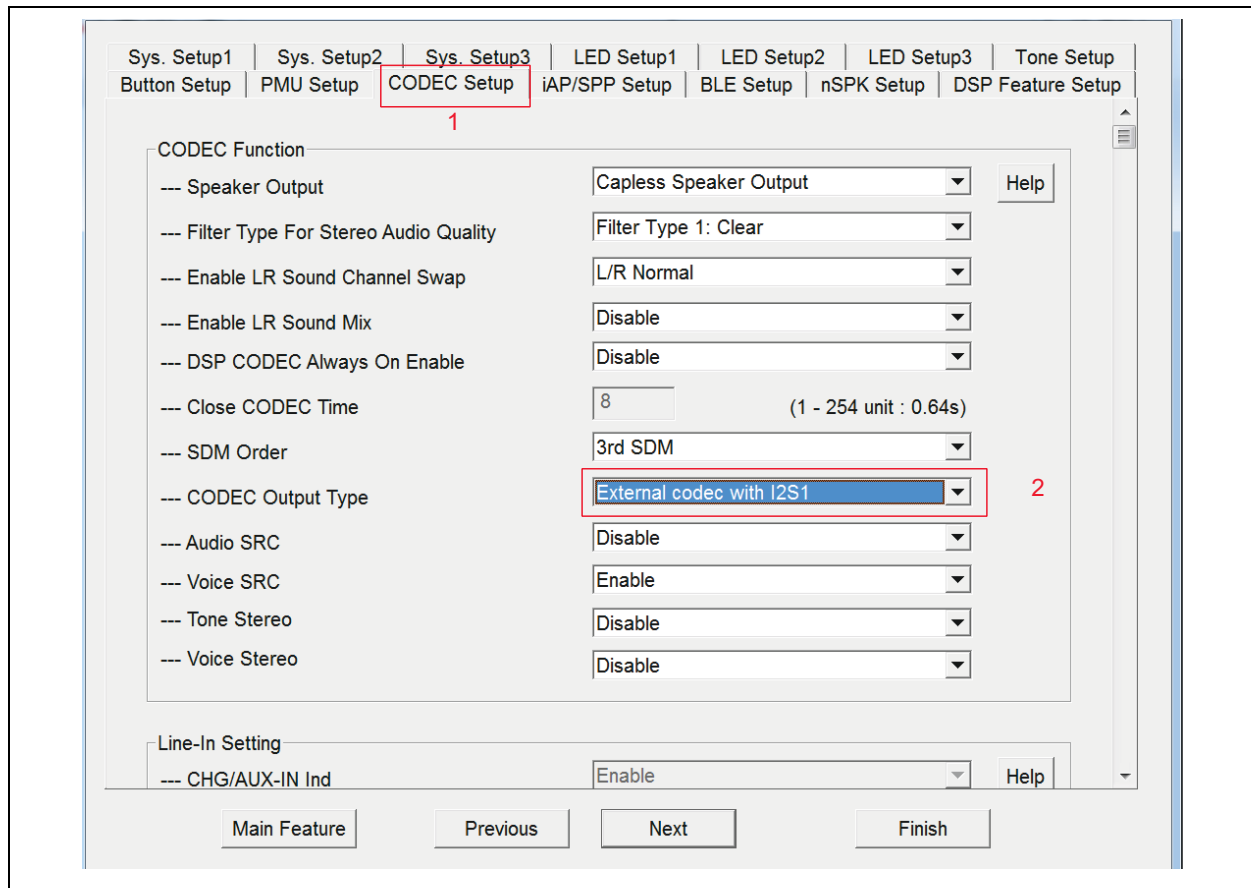 Sys. Setup1 Sys. Setup2 Sys. Setup3 LED Setup1 LED Setup2 LED Setup3 Tone Setup
Button Setup PMU Setup CODEC Setup iAP/SPP Setup BLE Setup nSPK Setup DSP Feature Setup
1
CODEC Function
--- Speaker Output Capless Speaker Output Help
--- Filter Type For Stereo Audio Quality Filter Type 1: Clear
--- Enable LR Sound Channel Swap L/R Normal
--- Enable LR Sound Mix Disable
--- DSP CODEC Always On Enable Disable
--- Close CODEC Time 8 (1 - 254 unit : 0.64s)
--- SDM Order 3rd SDM
--- CODEC Output Type External codec with I2S1 2
--- Audio SRC Disable
--- Voice SRC Enable
--- Tone Stereo Disable
--- Voice Stereo Disable
Line-In Setting
--- CHG/AUX-IN Ind Enable Help
Main Feature Previous Next Finish